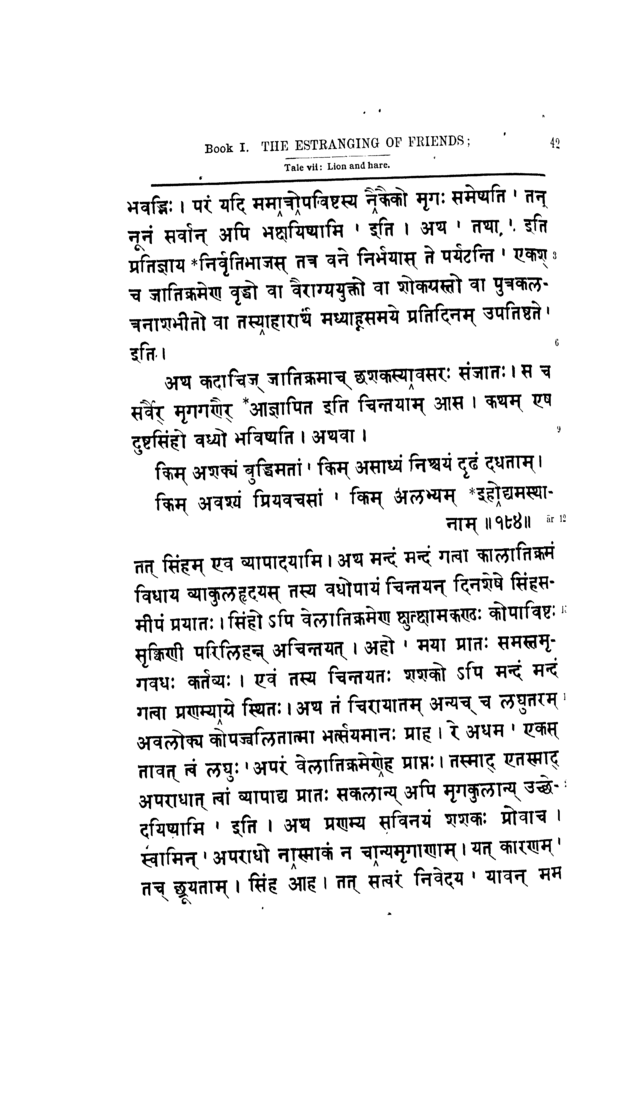 Book I. THE ESTRANGING OF FRIENDS; 42
Tale vii: Lion and hare.
भवद्भिः। परं यदि ममात्रोपविष्टस्य नैकैको मृगः समेष्यति ' तन्
नूनं सर्वान् अपि भक्षयिष्यामि ' इति । अथ ' तथा, ' इति
प्रतिज्ञाय *निर्वृतिभाजस् तत्र वने निर्भयास् ते पर्यटन्ति ' एकश् 3
च जातिक्रमेण वृद्धो वा वैराग्ययुक्तो वा शोकग्रस्तो वा पुत्रकल-
त्रनाशभीतो वा तस्याहारार्थं मध्याह्नसमये प्रतिदिनम् उपतिष्ठते '
इति । 6
अथ कदाचिज् जातिक्रमाच् छशकस्यावसरः संजातः। स च
सर्वैर् मृगगणैर् *आज्ञापित इति चिन्तयाम् आस । कथम् एष
दुष्टसिंहो वध्यो भविष्यति । अथवा । 9
किम् अशक्यं बुद्धिमतां ' किम् असाध्यं निश्चयं दृढं दधताम्।
किम् अवश्यं प्रियवचसां ' किम् अलभ्यम् *इहोद्यमस्था-
नाम् ॥१८४॥ ār 12
तत् सिंहम् एव व्यापादयामि। अथ मन्दं मन्दं गत्वा कालातिक्रमं
विधाय व्याकुलहृदयस् तस्य वधोपायं चिन्तयन् दिनशेषे सिंहस-
मीपं प्रयातः। सिंहो ऽपि वेलातिक्रमेण क्षुत्क्षामकण्ठः कोपाविष्टः
सृक्किणी परिलिहन्न् अचिन्तयत् । अहो ' मया प्रातः समस्तमृ-
गवधः कर्तव्यः । एवं तस्य चिन्तयतः शशको ऽपि मन्दं मन्दं
गत्वा प्रणम्याग्रे स्थितः। अथ तं चिरायातम् अन्यच् च लघुतरम्
अवलोक्य कोपज्वलितात्मा भर्त्सयमानः प्राह । रे अधम ' एकस्
तावत् त्वं लघुः ' अपरं वेलातिक्रमेणेह प्राप्तः। तस्माद् एतस्माद्
अपराधात् त्वां व्यापाद्य प्रातः सकलान्य् अपि मृगकुलान्य् उच्छे-
दयिष्यामि ' इति । अथ प्रणम्य सविनयं शशकः प्रोवाच ।
स्वामिन् ' अपराधो नास्माकं न चान्यमृगाणाम्। यत् कारणम् '
तच् छ्रूयताम् । सिंह आह । तत् सत्वरं निवेदय ' यावन् मम